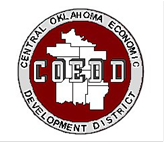 CENTRAL OKLAHOMA ECONOMIC
COEDD
DEVELOPMENT DISTRICT